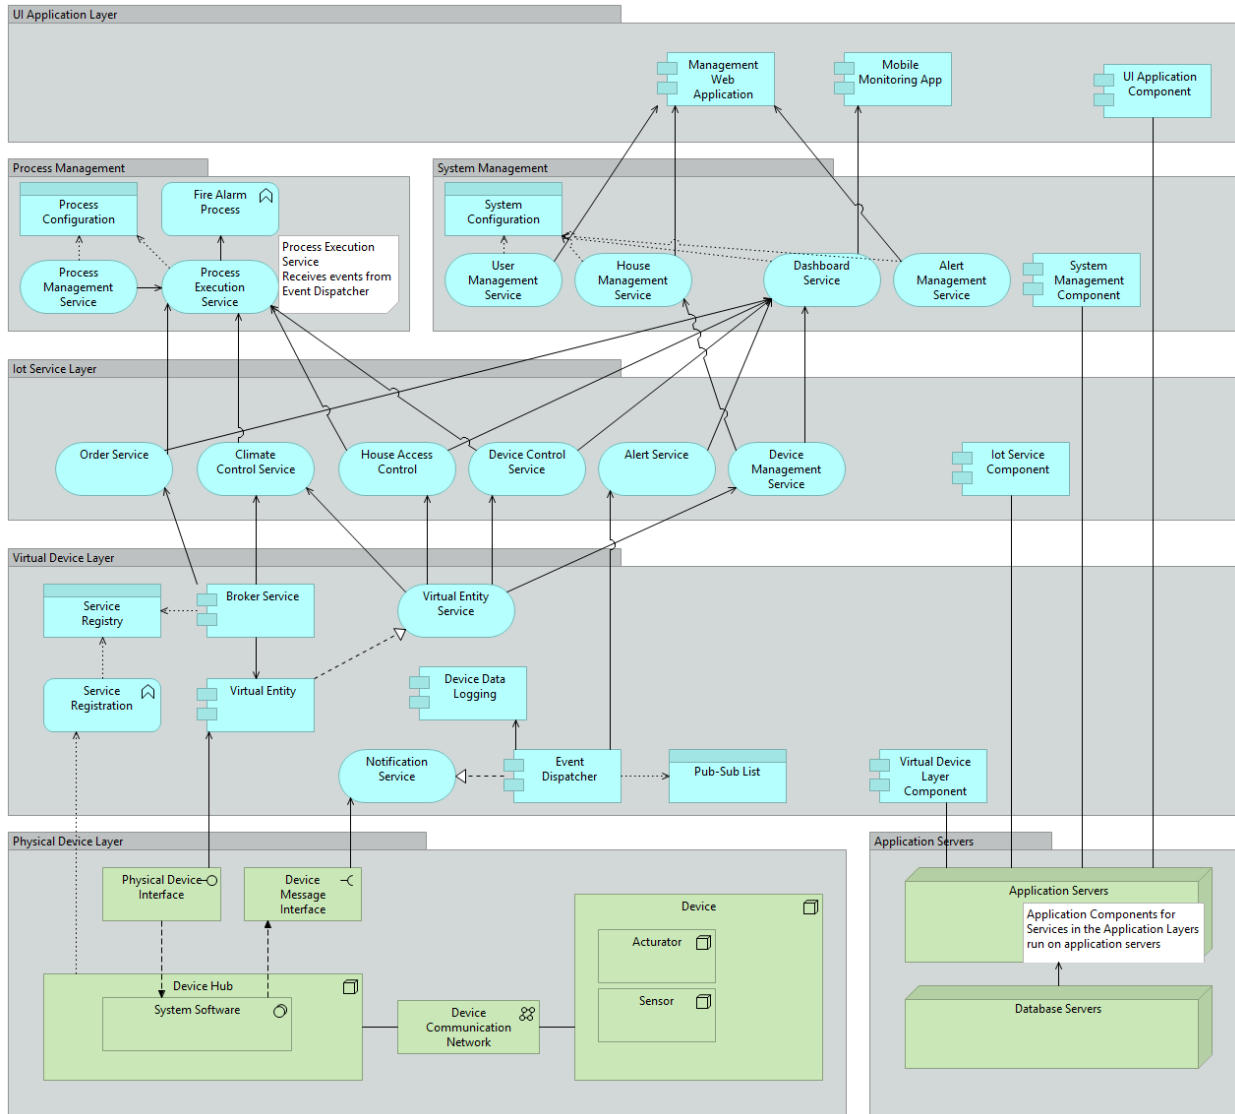 UI Application Layer
Management
Web
Application
Mobile
Monitoring App
UI Application
Component
Process Management
Process
Configuration
Fire Alarm
Process
Process
Management
Service
Process
Execution
Service
Process Execution
Service
Receives events from
Event Dispatcher
System Management
System
Configuration
User
Management
Service
House
Management
Service
Dashboard
Service
Alert
Management
Service
System
Management
Component
Iot Service Layer
Order Service
Climate
Control Service
House Access
Control
Device Control
Service
Alert Service
Device
Management
Service
Iot Service
Component
Virtual Device Layer
Service
Registry
Broker Service
Virtual Entity
Service
Service
Registration
Virtual Entity
Device Data
Logging
Notification
Service
Event
Dispatcher
Pub-Sub List
Virtual Device
Layer
Component
Physical Device Layer
Physical Device
Interface
Device
Message
Interface
Device Hub
System Software
Device
Communication
Network
Device
Acturator
Sensor
Application Servers
Application Servers
Application Components for
Services in the Application Layers
run on application servers
Database Servers